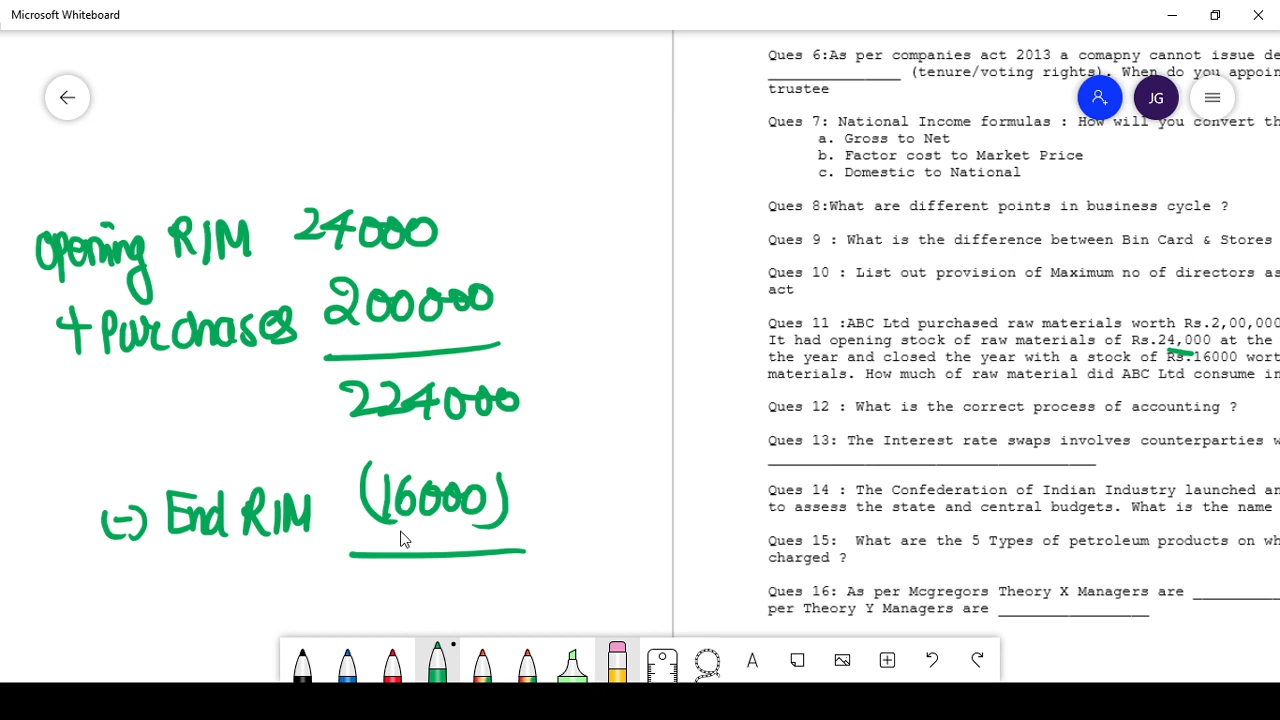 Microsoft Whiteboard
JG
opening R/M 24000
+ Purchases 200000
224000
(-) End R/M (16000)
Ques 6:As per companies act 2013 a comapny cannot issue de
_______________ (tenure/voting rights). When do you appoin
trustee
Ques 7: National Income formulas : How will you convert th
a. Gross to Net
b. Factor cost to Market Price
c. Domestic to National
Ques 8:What are different points in business cycle ?
Ques 9 : What is the difference between Bin Card & Stores
Ques 10 : List out provision of Maximum no of directors as
act
Ques 11 :ABC Ltd purchased raw materials worth Rs.2,00,000
It had opening stock of raw materials of Rs.24,000 at the
the year and closed the year with a stock of Rs.16000 wort
materials. How much of raw material did ABC Ltd consume in
Ques 12 : What is the correct process of accounting ?
Ques 13: The Interest rate swaps involves counterparties w
_____________________________________
Ques 14 : The Confederation of Indian Industry launched an
to assess the state and central budgets. What is the name
Ques 15:  What are the 5 Types of petroleum products on wh
charged ?
Ques 16: As per Mcgregors Theory X Managers are __________
per Theory Y Managers are _________________
A